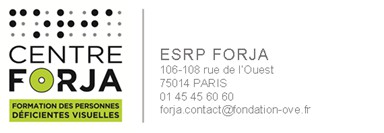 CENTRE
FORJA
FORMATION DES PERSONNES
DÉFICIENTES VISUELLES
ESRP FORJA
106-108 rue de l'Ouest
75014 PARIS
01 45 45 60 60
forja.contact@fondation-ove.fr